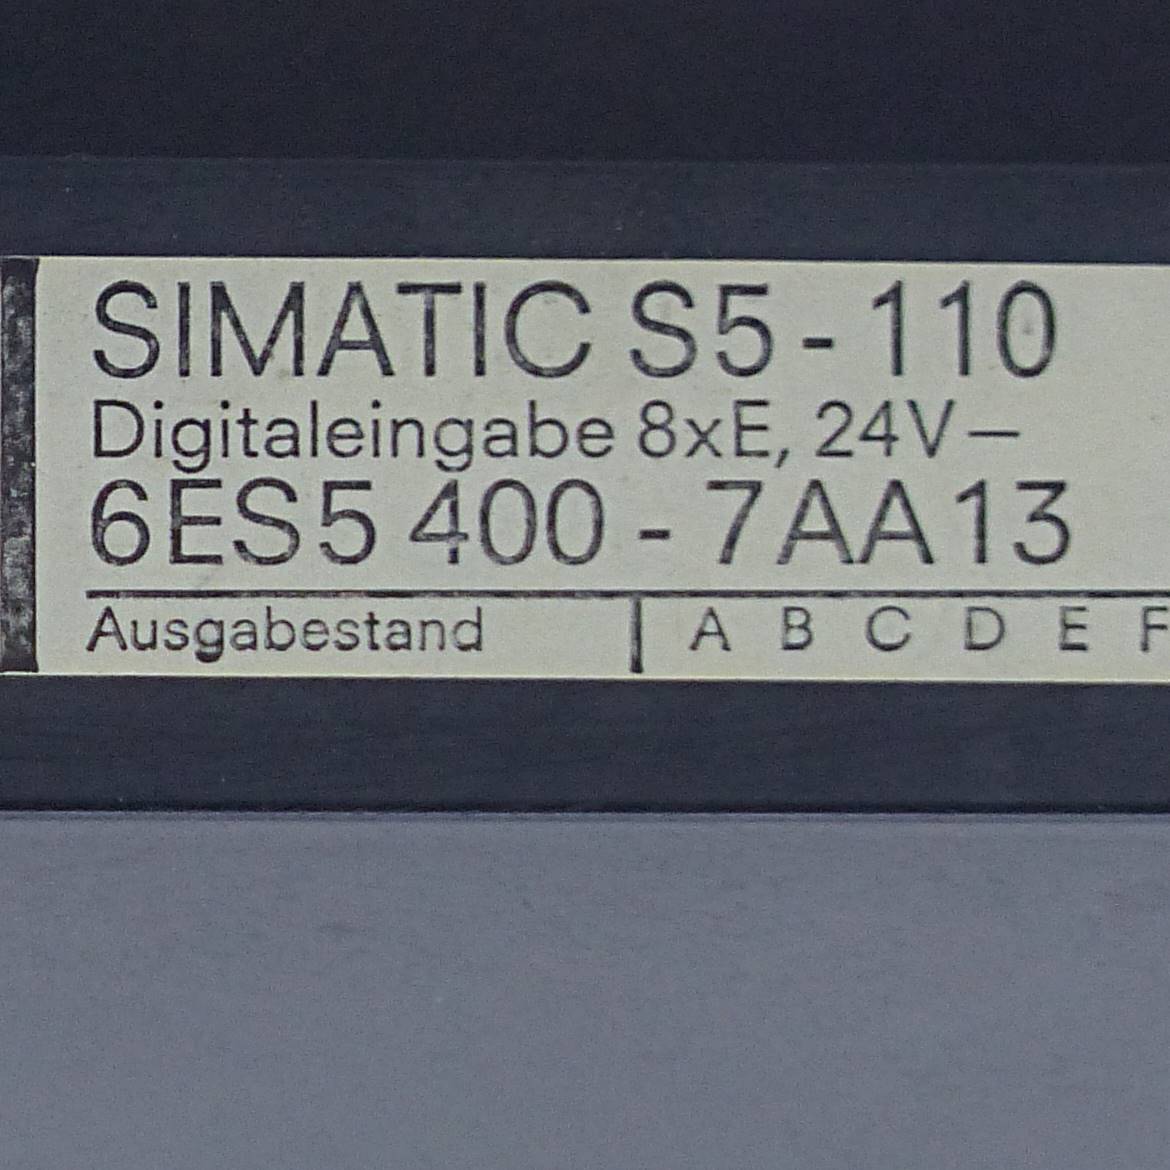 SIMATIC S5 - 110
Digitaleingabe 8xE, 24V–
6ES5 400 - 7AA13
Ausgabestand | A B C D E F